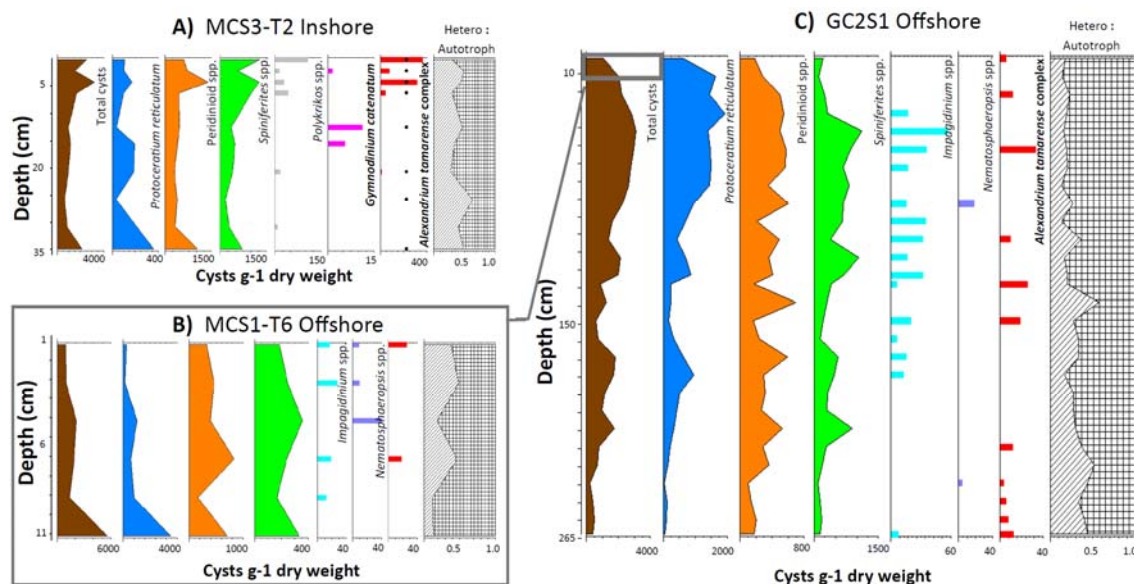 A) MCS3-T2 Inshore
Hetero :
Autotroph
Depth (cm)
5
20
35
Total cysts
Protoceratium reticulatum
Peridinioid spp.
Spiniferites spp.
Polykrikos spp.
Gymnodinium catenatum
Alexandrium tamarense complex
4000
400
1500
150
150
15
400
0.5
1.0
Cysts g-1 dry weight
B) MCS1-T6 Offshore
Depth (cm)
1
6
11
Impagidinium spp.
Nematosphaeropsis spp.
6000
4000
1000
400
40
40
40
0.5
1.0
Cysts g-1 dry weight
C) GC2S1 Offshore
Hetero :
Autotroph
Depth (cm)
10
150
265
Total cysts
Protoceratium reticulatum
Peridinioid spp.
Spiniferites spp.
Impagidinium spp.
Nematosphaeropsis spp.
Alexandrium tamarense complex
4000
2000
800
1500
60
40
40
0.5
1.0
Cysts g-1 dry weight